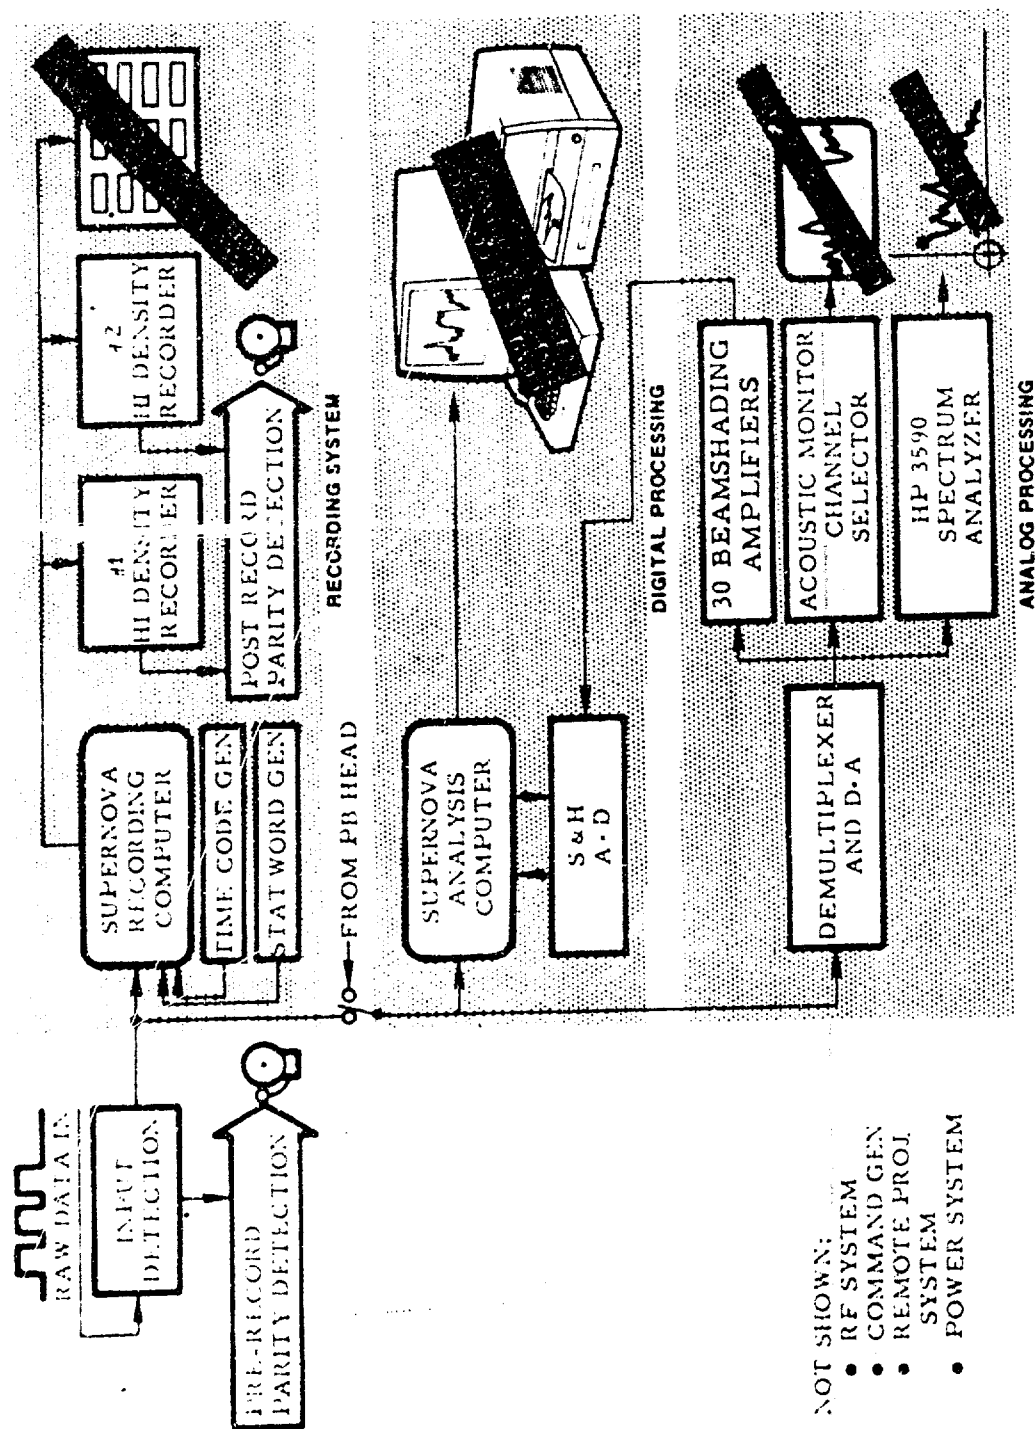 RAW DATA IN
INPUT
DETECTION
PRE-RECORD
PARITY DETECTION
SUPERNOVA
RECORDING
COMPUTER
TIME CODE GEN
STAT WORD GEN
#1
HI DENSITY
RECORDER
#2
HI DENSITY
RECORDER
POST RECORD
PARITY DETECTION
RECORDING SYSTEM
FROM PB HEAD
SUPERNOVA
ANALYSIS
COMPUTER
S & H
A-D
DIGITAL PROCESSING
DEMULTIPLEXER
AND D-A
30 BEAMSHADING
AMPLIFIERS
ACOUSTIC MONITOR
CHANNEL
SELECTOR
HP 3590
SPECTRUM
ANALYZER
ANALOG PROCESSING
NOT SHOWN:
• RF SYSTEM
• COMMAND GEN
• REMOTE PROJ.
SYSTEM
• POWER SYSTEM